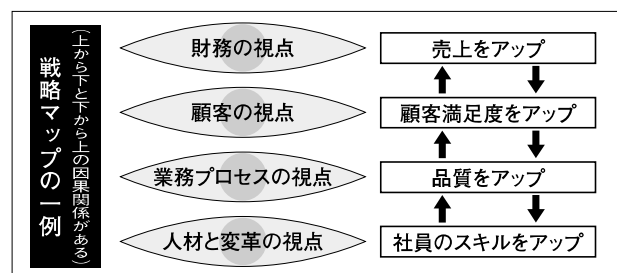 戦略マップの一例
（上から下と下から上の因果関係がある）
財務の視点
売上をアップ
顧客の視点
顧客満足度をアップ
業務プロセスの視点
品質をアップ
人材と変革の視点
社員のスキルをアップ